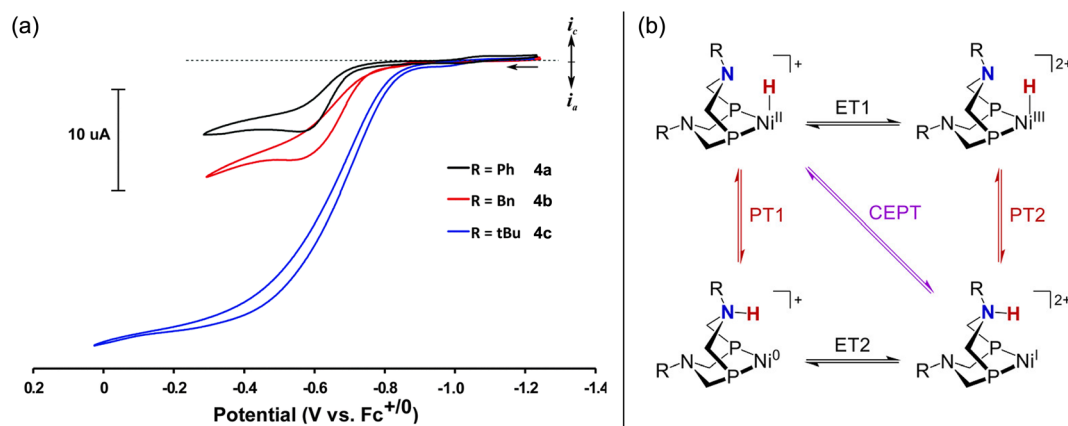 (a)
i_c
i_a
10 uA
R = Ph 4a
R = Bn 4b
R = tBu 4c
0.2 0 -0.2 -0.4 -0.6 -0.8 -1.0 -1.2 -1.4
Potential (V vs. Fc^+/0)
(b)
R
N
H
+
P
Ni^II
R N
P
ET1
R
N
H
2+
P
Ni^III
R N
P
PT1
CEPT
PT2
R
N-H
+
P
Ni^0
R N
P
ET2
R
N-H
2+
P
Ni^I
R N
P